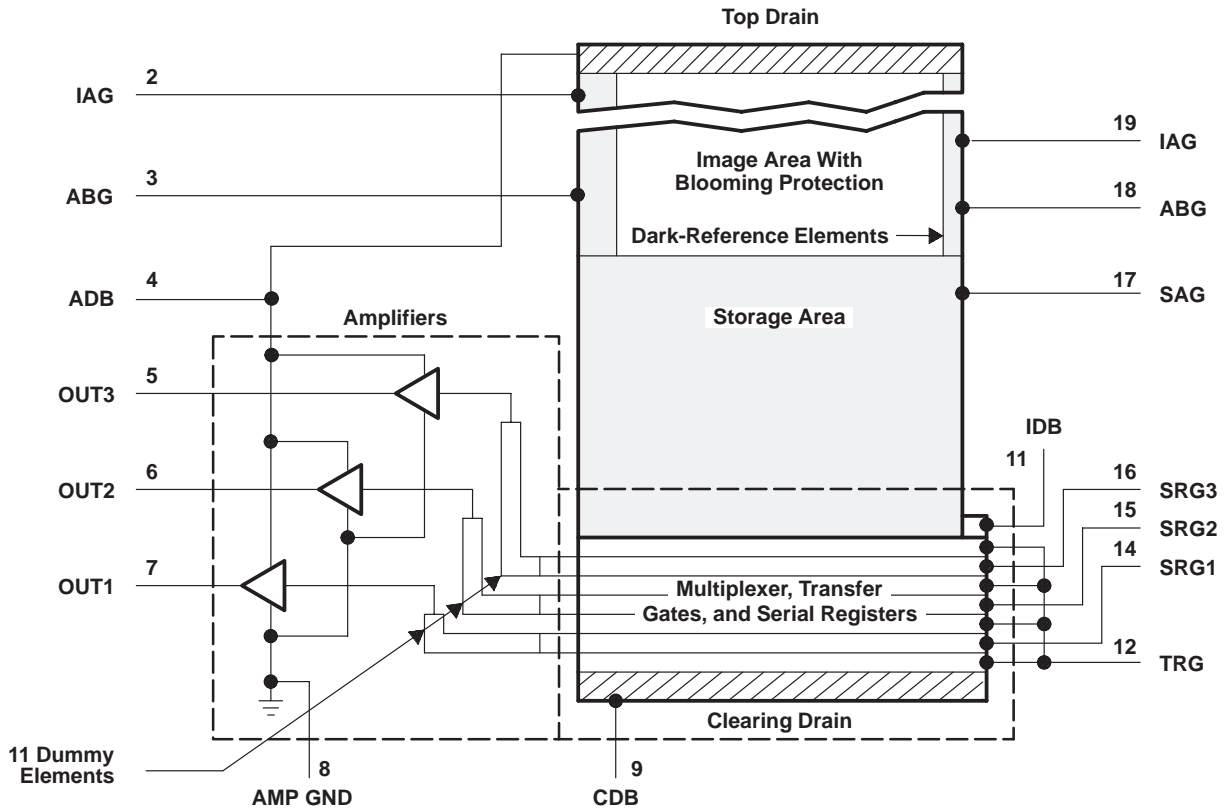 Top Drain
2
IAG
19
IAG
Image Area With
Blooming Protection
3
ABG
18
ABG
Dark-Reference Elements
4
ADB
17
SAG
Storage Area
Amplifiers
5
OUT3
IDB
11
6
OUT2
16
SRG3
15
SRG2
14
SRG1
7
OUT1
Multiplexer, Transfer
Gates, and Serial Registers
12
TRG
Clearing Drain
11 Dummy
Elements
8
AMP GND
9
CDB